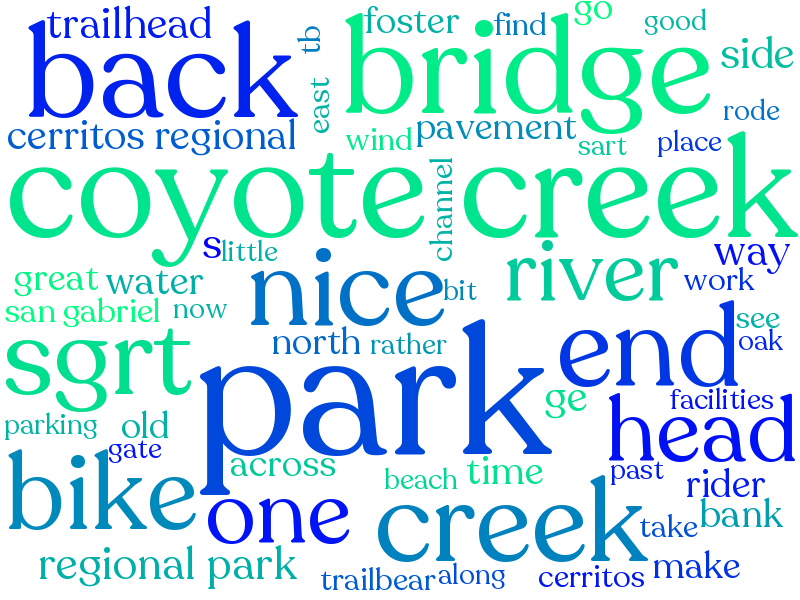 trailhead
foster
find
go
good
back
tb
bridge
side
east
rode
cerritos regional
wind
pavement
sart
place
coyote creek
channel
s
little
way
great
water
nice
river
work
bit
san gabriel
now
see
north
rather
oak
sgrt
park
end
ge
facilities
parking
old
head
gate
across
time
past
bike
beach
rider
one
creek
take
bank
regional park
trailbear
along
cerritos
make